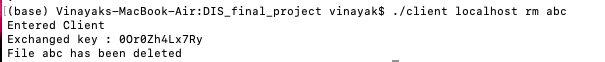 (base) Vinayaks-MacBook-Air:DIS_final_project vinayak$ ./client localhost rm abc
Entered Client
Exchanged key : 0Or0Zh4Lx7Ry
File abc has been deleted